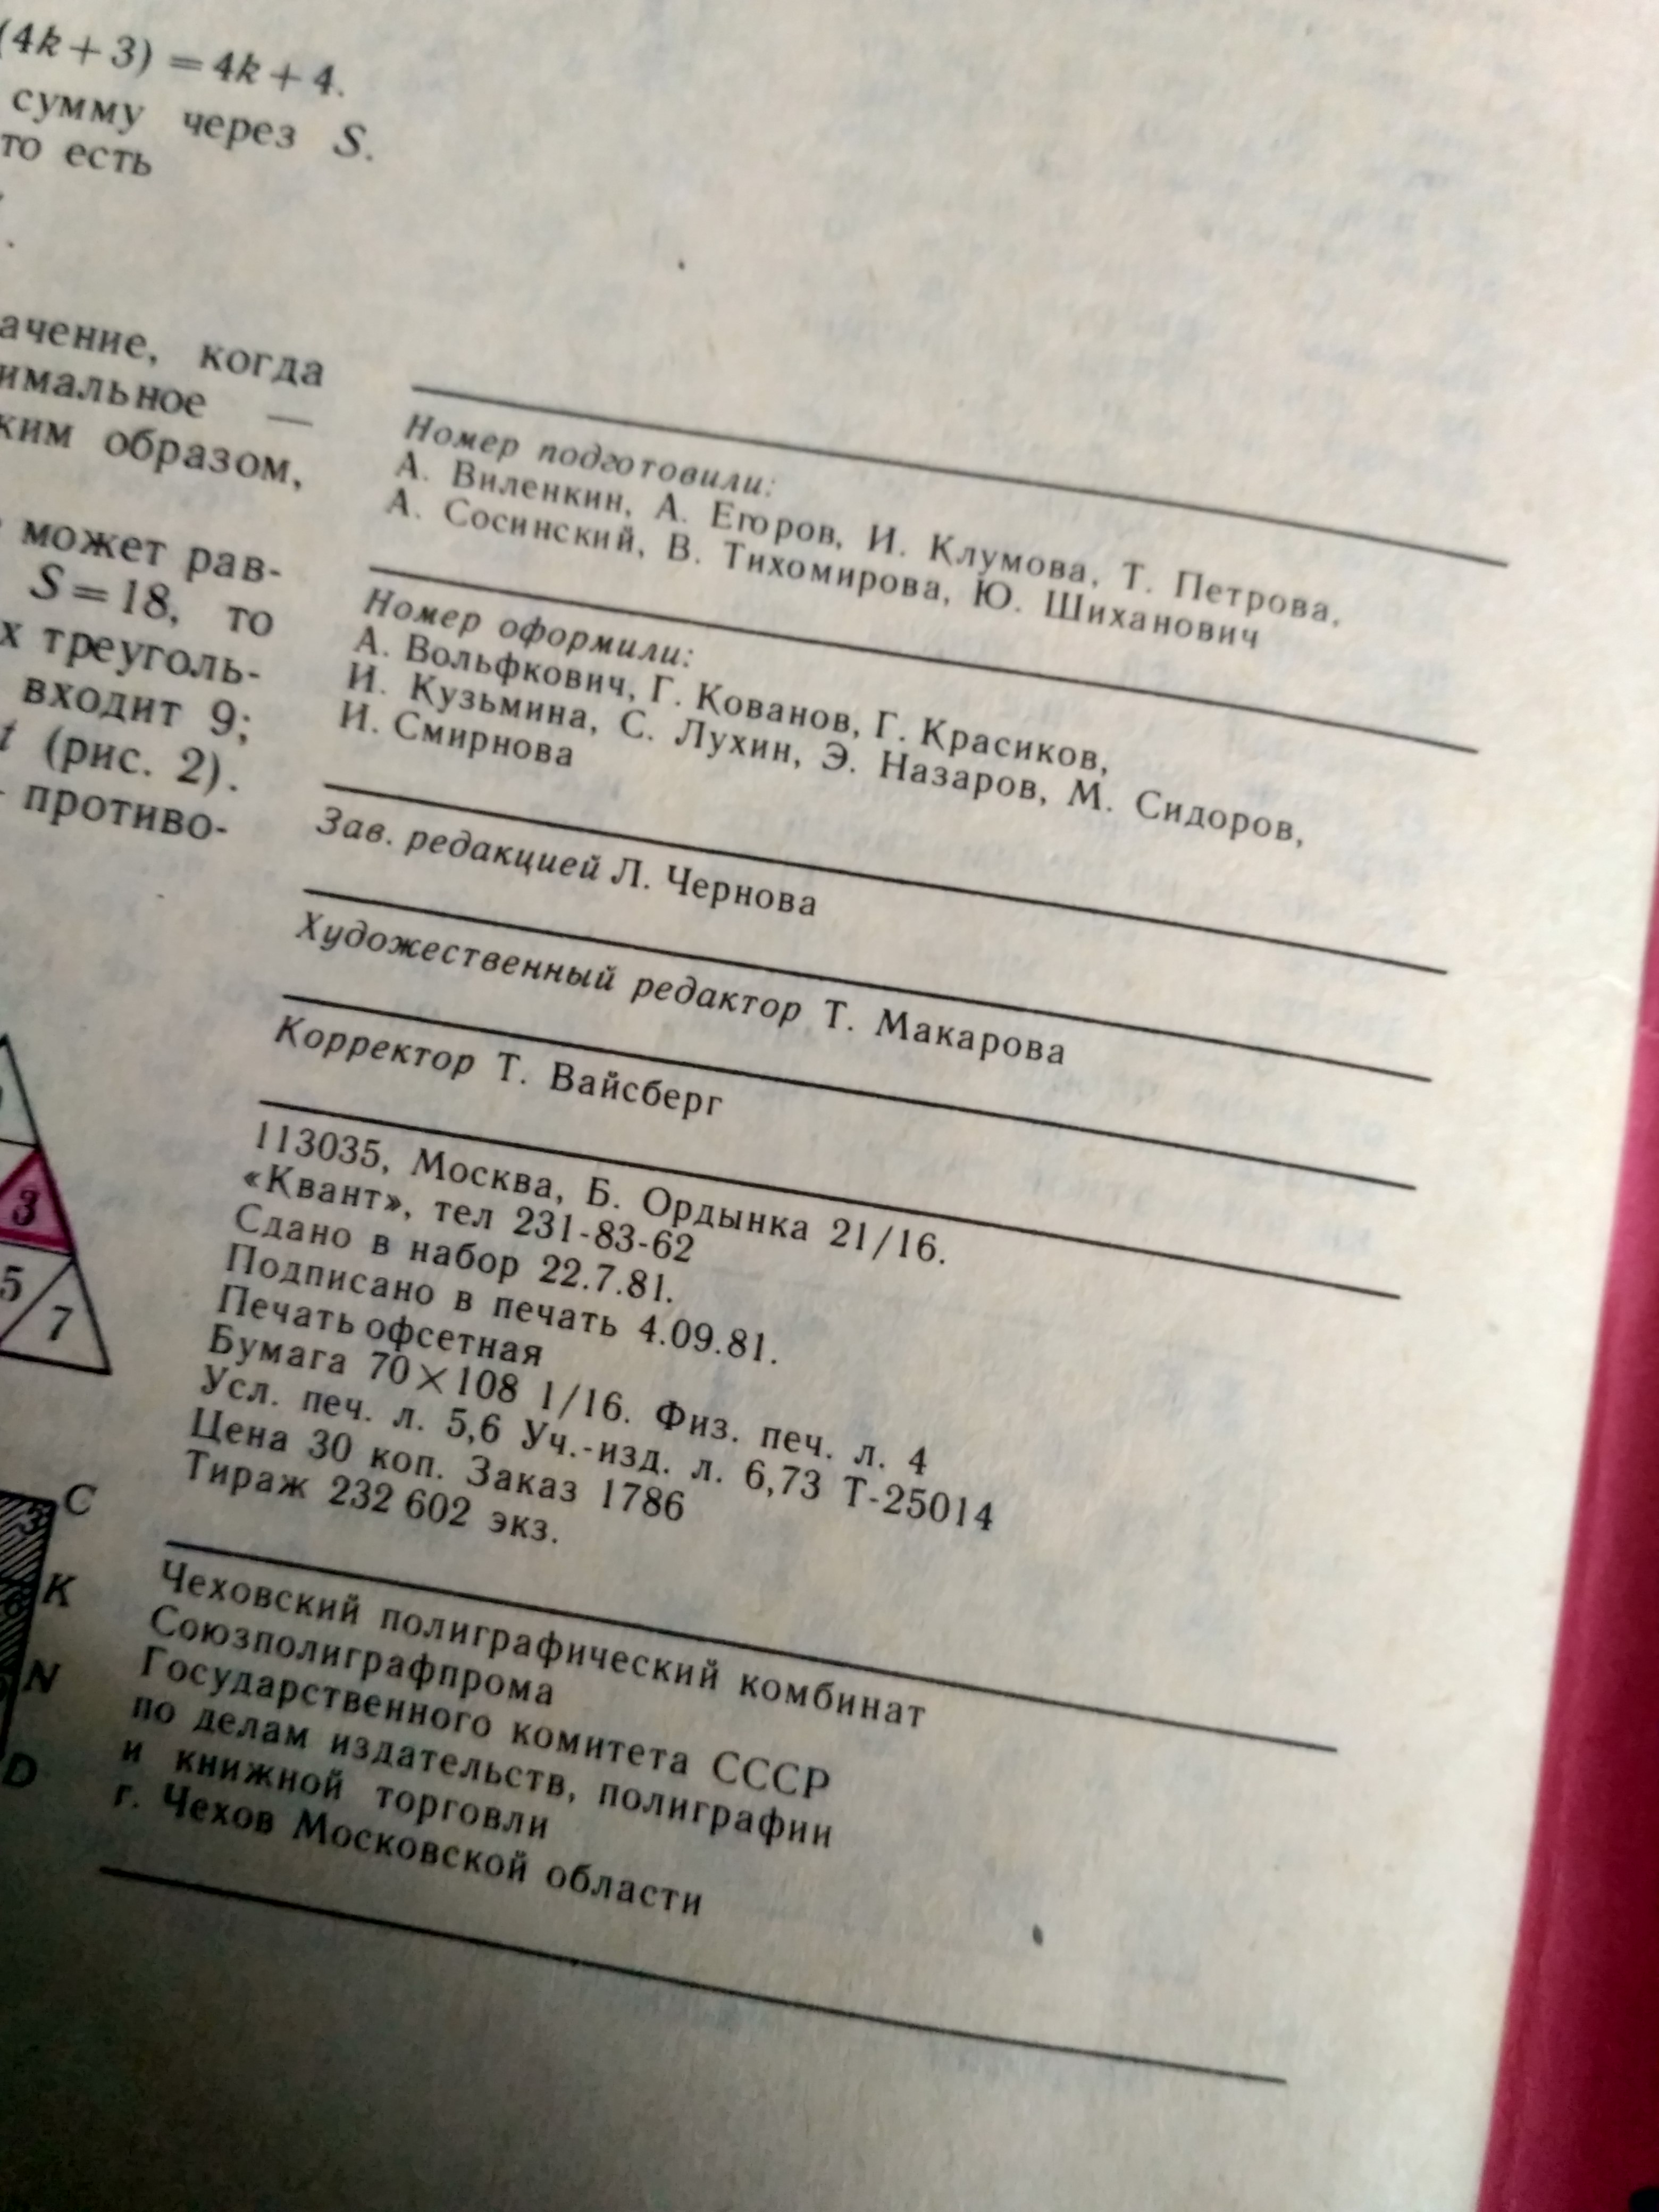 (4k+3) = 4k+4.
сумму через S.
то есть
когда
—
образом,
может рав-
S=18, то
х треуголь-
входит 9;
t (рис. 2).
противо-
3
5
7
C
3
K
N
D
Номер подготовили:
А. Виленкин, А. Егоров, И. Клумова, Т. Петрова,
А. Сосинский, В. Тихомирова, Ю. Шиханович
Номер оформили:
А. Вольфкович, Г. Кованов, Г. Красиков,
И. Кузьмина, С. Лухин, Э. Назаров, М. Сидоров,
И. Смирнова
Зав. редакцией Л. Чернова
Художественный редактор Т. Макарова
Корректор Т. Вайсберг
113035, Москва, Б. Ордынка 21/16.
«Квант», тел 231-83-62
Сдано в набор 22.7.81.
Подписано в печать 4.09.81.
Печать офсетная
Бумага 70×108 1/16. Физ. печ. л. 4
Усл. печ. л. 5,6 Уч.-изд. л. 6,73 Т-25014
Цена 30 коп. Заказ 1786
Тираж 232 602 экз.
Чеховский полиграфический комбинат
Союзполиграфпрома
Государственного комитета СССР
по делам издательств, полиграфии
и книжной торговли
г. Чехов Московской области